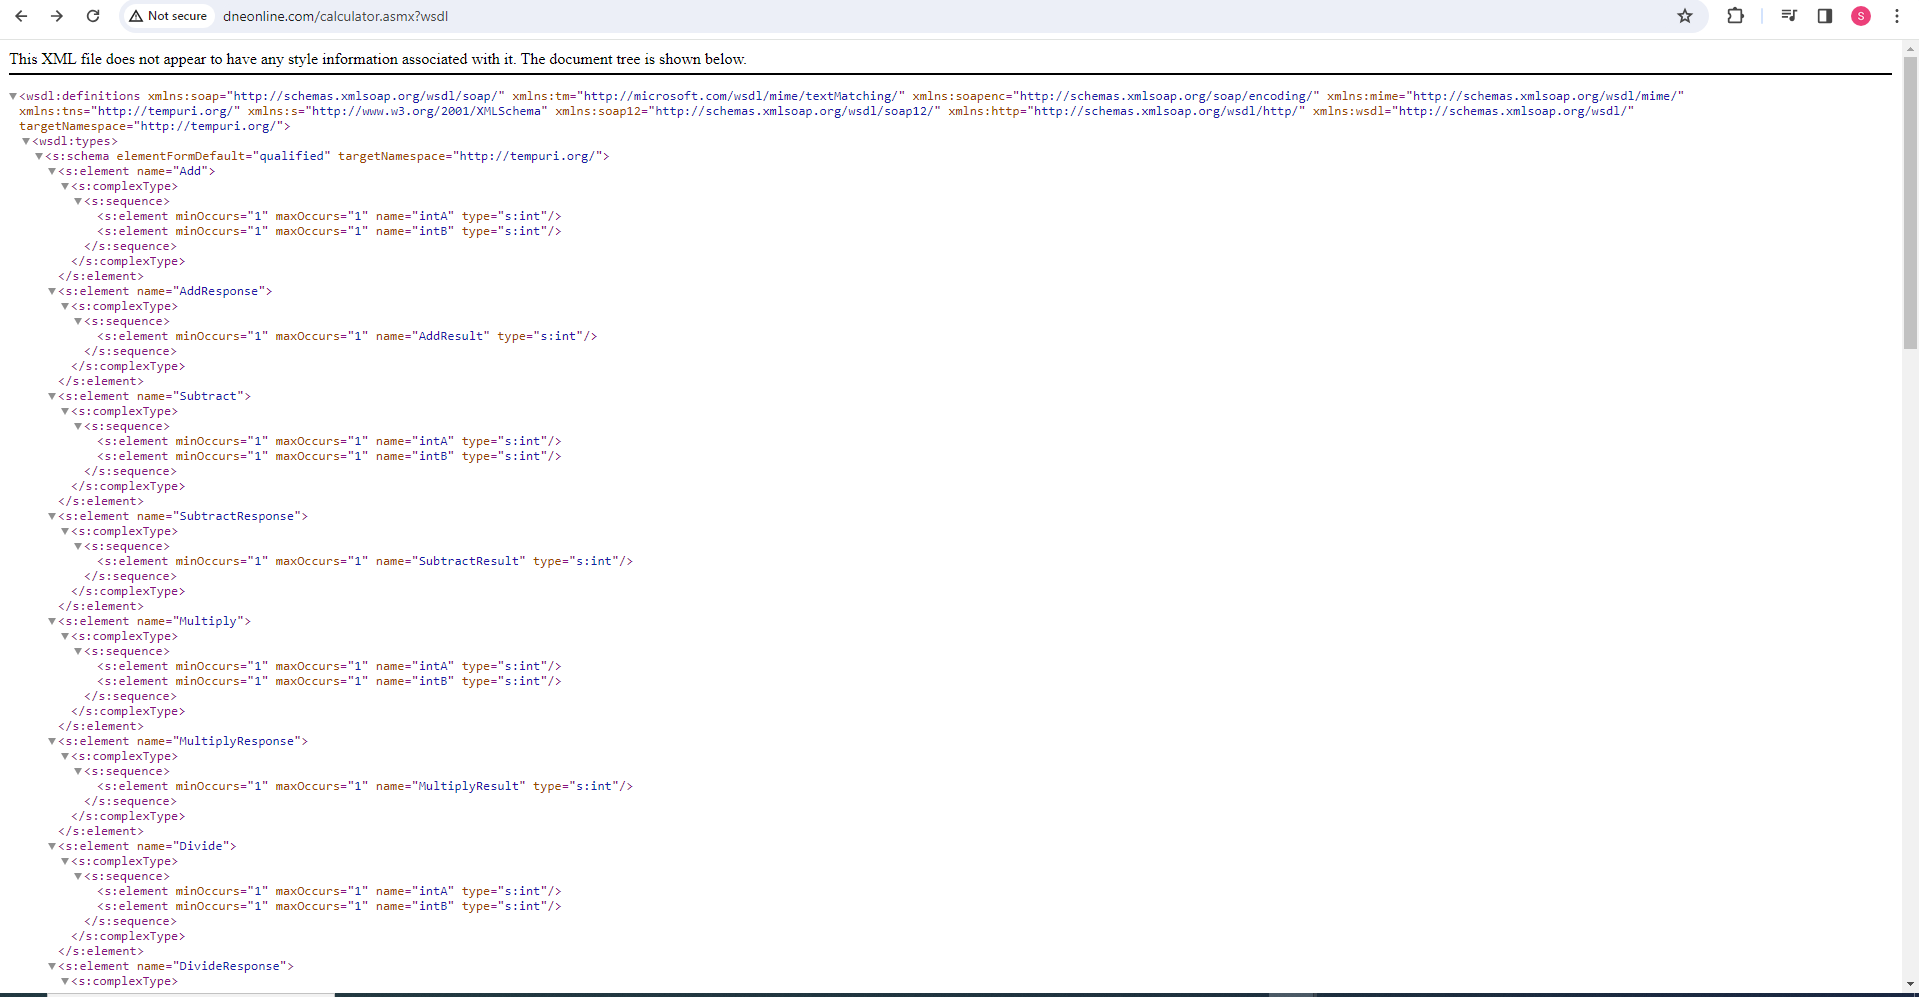 Not secure dneonline.com/calculator.asmx?wsdl S
This XML file does not appear to have any style information associated with it. The document tree is shown below.
<wsdl:definitions xmlns:soap="http://schemas.xmlsoap.org/wsdl/soap/" xmlns:tm="http://microsoft.com/wsdl/mime/textMatching/" xmlns:soapenc="http://schemas.xmlsoap.org/soap/encoding/" xmlns:mime="http://schemas.xmlsoap.org/wsdl/mime/"
xmlns:tns="http://tempuri.org/" xmlns:s="http://www.w3.org/2001/XMLSchema" xmlns:soap12="http://schemas.xmlsoap.org/wsdl/soap12/" xmlns:http="http://schemas.xmlsoap.org/wsdl/http/" xmlns:wsdl="http://schemas.xmlsoap.org/wsdl/"
targetNamespace="http://tempuri.org/">
<wsdl:types>
<s:schema elementFormDefault="qualified" targetNamespace="http://tempuri.org/">
<s:element name="Add">
<s:complexType>
<s:sequence>
<s:element minOccurs="1" maxOccurs="1" name="intA" type="s:int"/>
<s:element minOccurs="1" maxOccurs="1" name="intB" type="s:int"/>
</s:sequence>
</s:complexType>
</s:element>
<s:element name="AddResponse">
<s:complexType>
<s:sequence>
<s:element minOccurs="1" maxOccurs="1" name="AddResult" type="s:int"/>
</s:sequence>
</s:complexType>
</s:element>
<s:element name="Subtract">
<s:complexType>
<s:sequence>
<s:element minOccurs="1" maxOccurs="1" name="intA" type="s:int"/>
<s:element minOccurs="1" maxOccurs="1" name="intB" type="s:int"/>
</s:sequence>
</s:complexType>
</s:element>
<s:element name="SubtractResponse">
<s:complexType>
<s:sequence>
<s:element minOccurs="1" maxOccurs="1" name="SubtractResult" type="s:int"/>
</s:sequence>
</s:complexType>
</s:element>
<s:element name="Multiply">
<s:complexType>
<s:sequence>
<s:element minOccurs="1" maxOccurs="1" name="intA" type="s:int"/>
<s:element minOccurs="1" maxOccurs="1" name="intB" type="s:int"/>
</s:sequence>
</s:complexType>
</s:element>
<s:element name="MultiplyResponse">
<s:complexType>
<s:sequence>
<s:element minOccurs="1" maxOccurs="1" name="MultiplyResult" type="s:int"/>
</s:sequence>
</s:complexType>
</s:element>
<s:element name="Divide">
<s:complexType>
<s:sequence>
<s:element minOccurs="1" maxOccurs="1" name="intA" type="s:int"/>
<s:element minOccurs="1" maxOccurs="1" name="intB" type="s:int"/>
</s:sequence>
</s:complexType>
</s:element>
<s:element name="DivideResponse">
<s:complexType>